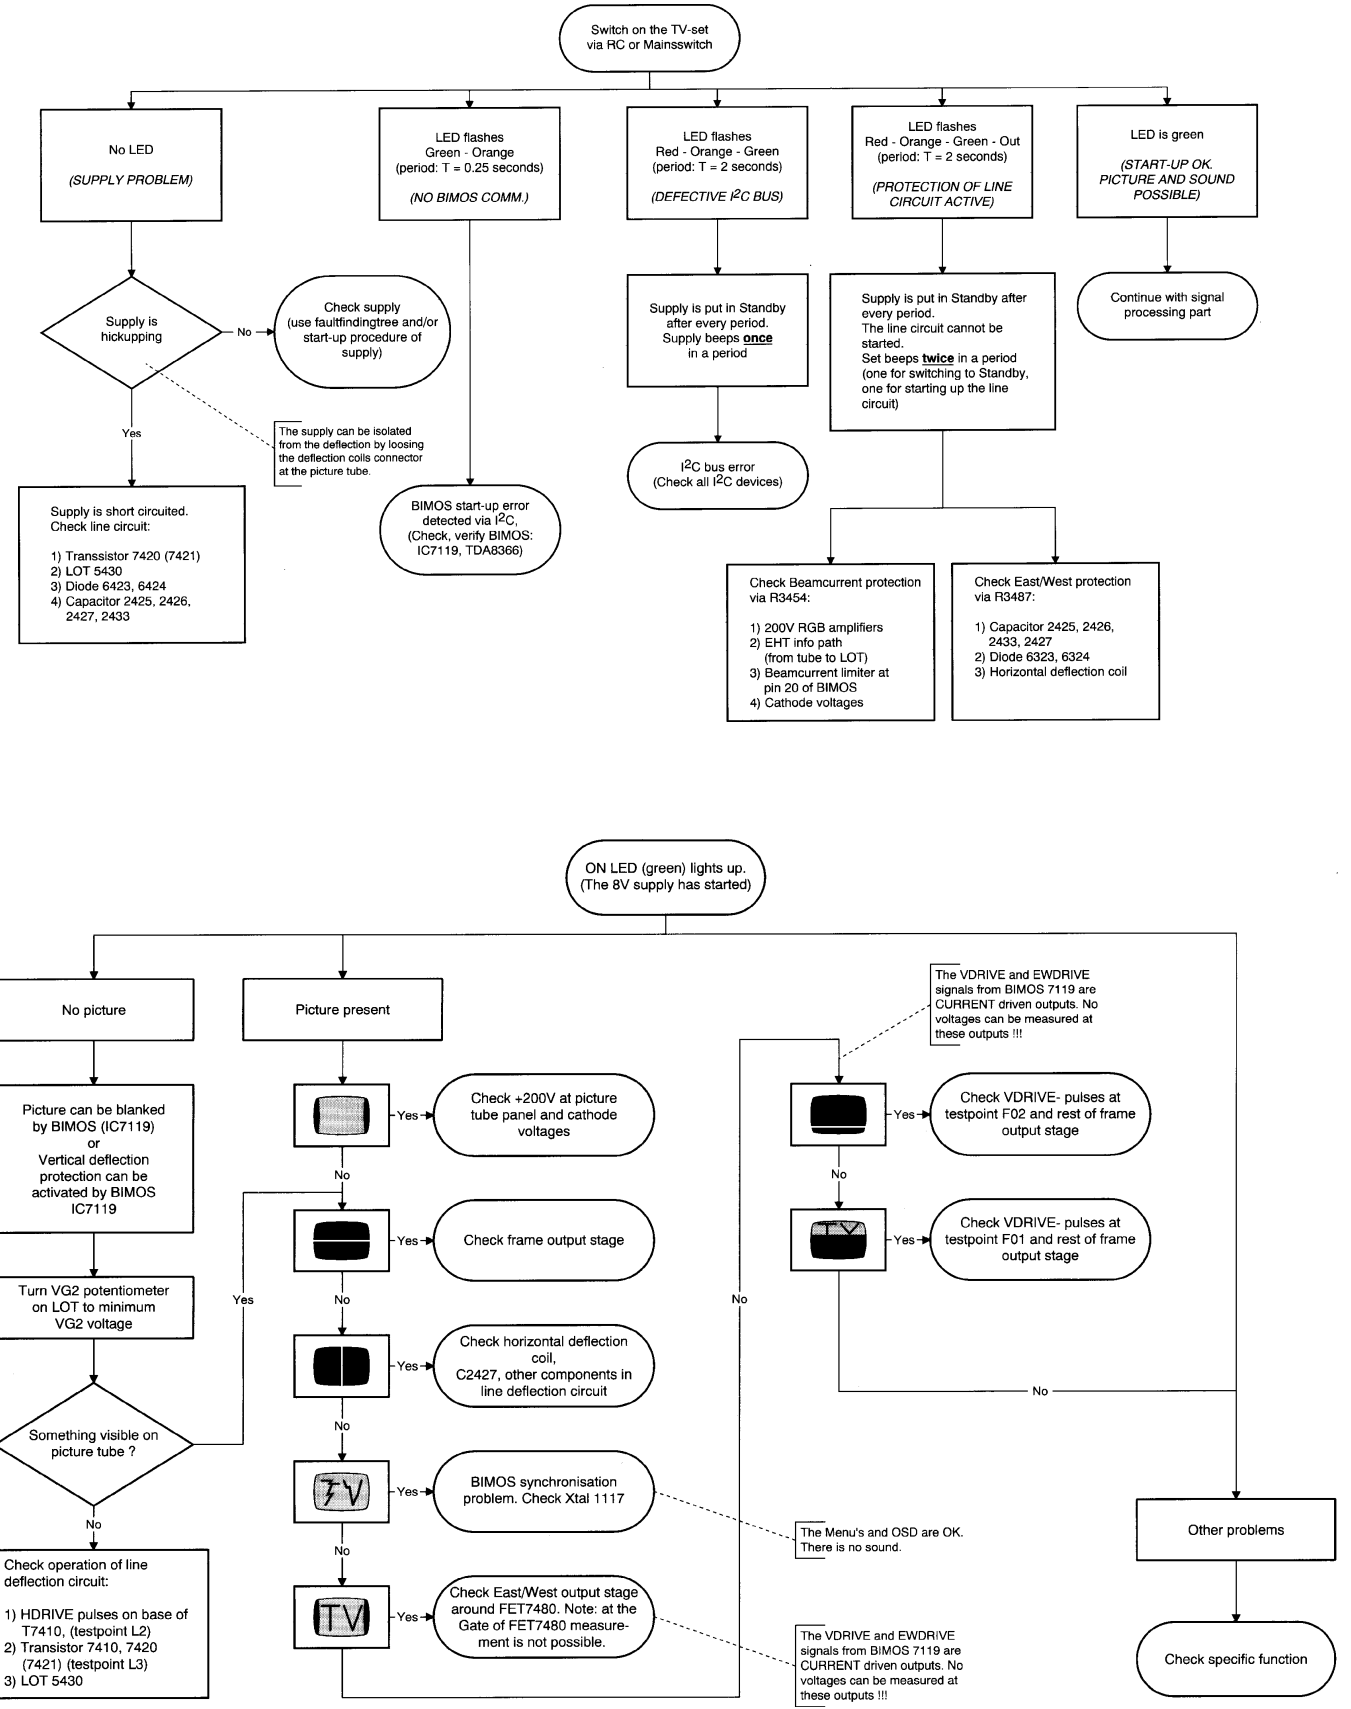 Switch on the TV-set
via RC or Mainsswitch
No LED
(SUPPLY PROBLEM)
LED flashes
Green - Orange
(period: T = 0.25 seconds)
(NO BIMOS COMM.)
LED flashes
Red - Orange - Green
(period: T = 2 seconds)
(DEFECTIVE I2C BUS)
LED flashes
Red - Orange - Green - Out
(period: T = 2 seconds)
(PROTECTION OF LINE
CIRCUIT ACTIVE)
LED is green
(START-UP OK.
PICTURE AND SOUND
POSSIBLE)
Supply is
hickupping
No
Check supply
(use faultfindingtree and/or
start-up procedure of
supply)
Supply is put in Standby
after every period.
Supply beeps once
in a period
Supply is put in Standby after
every period.
The line circuit cannot be
started.
Set beeps twice in a period
(one for switching to Standby,
one for starting up the line
circuit)
Continue with signal
processing part
Yes
The supply can be isolated
from the deflection by loosing
the deflection coils connector
at the picture tube.
I2C bus error
(Check all I2C devices)
Supply is short circuited.
Check line circuit:
1) Transsistor 7420 (7421)
2) LOT 5430
3) Diode 6423, 6424
4) Capacitor 2425, 2426,
2427, 2433
BIMOS start-up error
detected via I2C,
(Check, verify BIMOS:
IC7119, TDA8366)
Check Beamcurrent protection
via R3454:
1) 200V RGB amplifiers
2) EHT info path
(from tube to LOT)
3) Beamcurrent limiter at
pin 20 of BIMOS
4) Cathode voltages
Check East/West protection
via R3487:
1) Capacitor 2425, 2426,
2433, 2427
2) Diode 6323, 6324
3) Horizontal deflection coil
ON LED (green) lights up.
(The 8V supply has started)
No picture
Picture present
The VDRIVE and EWDRIVE
signals from BIMOS 7119 are
CURRENT driven outputs. No
voltages can be measured at
these outputs !!!
Picture can be blanked
by BIMOS (IC7119)
or
Vertical deflection
protection can be
activated by BIMOS
IC7119
Yes
Check +200V at picture
tube panel and cathode
voltages
Yes
Check VDRIVE- pulses at
testpoint F02 and rest of frame
output stage
No
No
Yes
Check frame output stage
TV
Yes
Check VDRIVE- pulses at
testpoint F01 and rest of frame
output stage
Turn VG2 potentiometer
on LOT to minimum
VG2 voltage
Yes
No
No
Yes
Check horizontal deflection
coil,
C2427, other components in
line deflection circuit
No
No
Something visible on
picture tube ?
TV
Yes
BIMOS synchronisation
problem. Check Xtal 1117
The Menu's and OSD are OK.
There is no sound.
Other problems
No
No
Check operation of line
deflection circuit:
1) HDRIVE pulses on base of
T7410, (testpoint L2)
2) Transistor 7410, 7420
(7421) (testpoint L3)
3) LOT 5430
TV
Yes
Check East/West output stage
around FET7480. Note: at the
Gate of FET7480 measure-
ment is not possible.
The VDRIVE and EWDRIVE
signals from BIMOS 7119 are
CURRENT driven outputs. No
voltages can be measured at
these outputs !!!
Check specific function